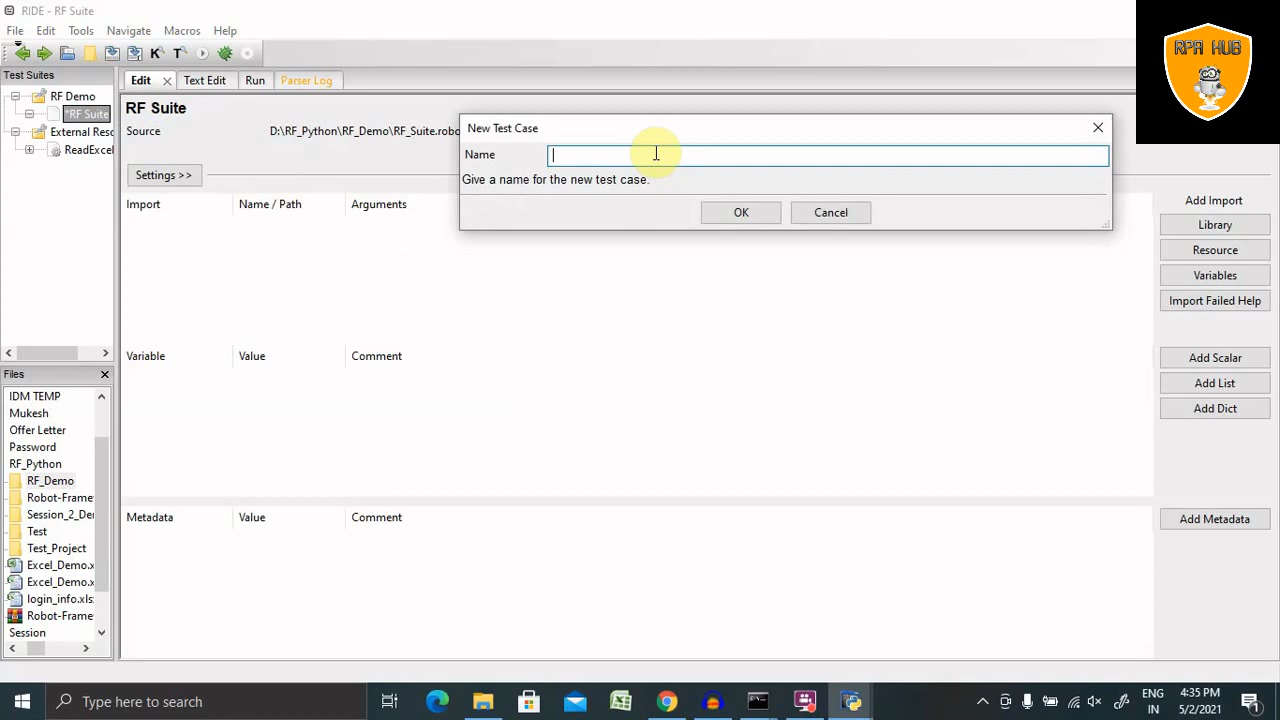 RIDE - RF Suite
File Edit Tools Navigate Macros Help
K T
Test Suites
RF Demo
*RF Suite
External Reso
ReadExcel
Edit Text Edit Run Parser Log
RF Suite
Source D:\RF_Python\RF_Demo\RF_Suite.robo
Settings >>
Import Name / Path Arguments
New Test Case
Name
Give a name for the new test case.
OK Cancel
RPA HUB
Add Import
Library
Resource
Variables
Import Failed Help
Variable Value Comment
Add Scalar
Add List
Add Dict
Metadata Value Comment
Add Metadata
Files
IDM TEMP
Mukesh
Offer Letter
Password
RF_Python
RF_Demo
Robot-Frame
Session_2_De
Test
Test_Project
Excel_Demo.x
Excel_Demo.x
login_info.xls
Robot-Frame
Session
Type here to search
ENG
IN
4:35 PM
5/2/2021
1